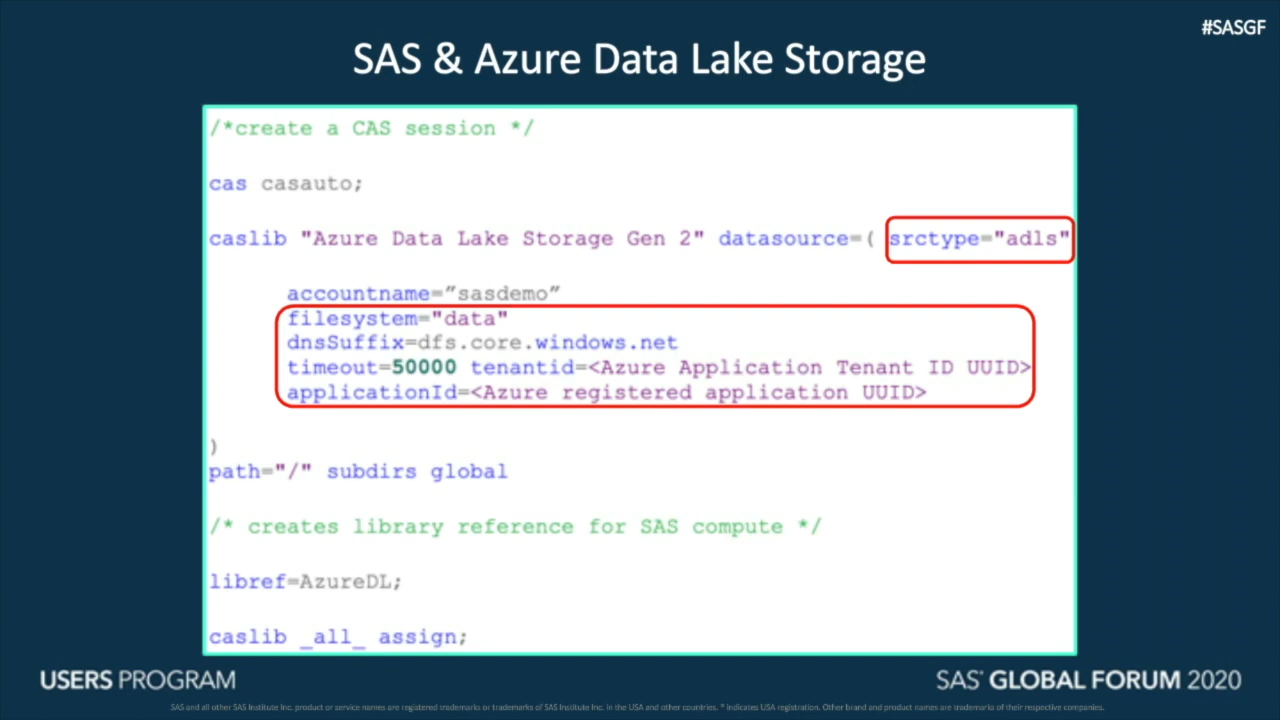 #SASGF
SAS & Azure Data Lake Storage
/*create a CAS session */
cas casauto;
caslib "Azure Data Lake Storage Gen 2" datasource=( srctype="adls"
accountname=”sasdemo”
filesystem="data"
dnsSuffix=dfs.core.windows.net
timeout=50000 tenantid=<Azure Application Tenant ID UUID>
applicationId=<Azure registered application UUID>
)
path="/" subdirs global
/* creates library reference for SAS compute */
libref=AzureDL;
caslib _all_ assign;
USERS PROGRAM
SAS® GLOBAL FORUM 2020
SAS and all other SAS Institute Inc. product or service names are registered trademarks or trademarks of SAS Institute Inc. in the USA and other countries. ® indicates USA registration. Other brand and product names are trademarks of their respective companies.